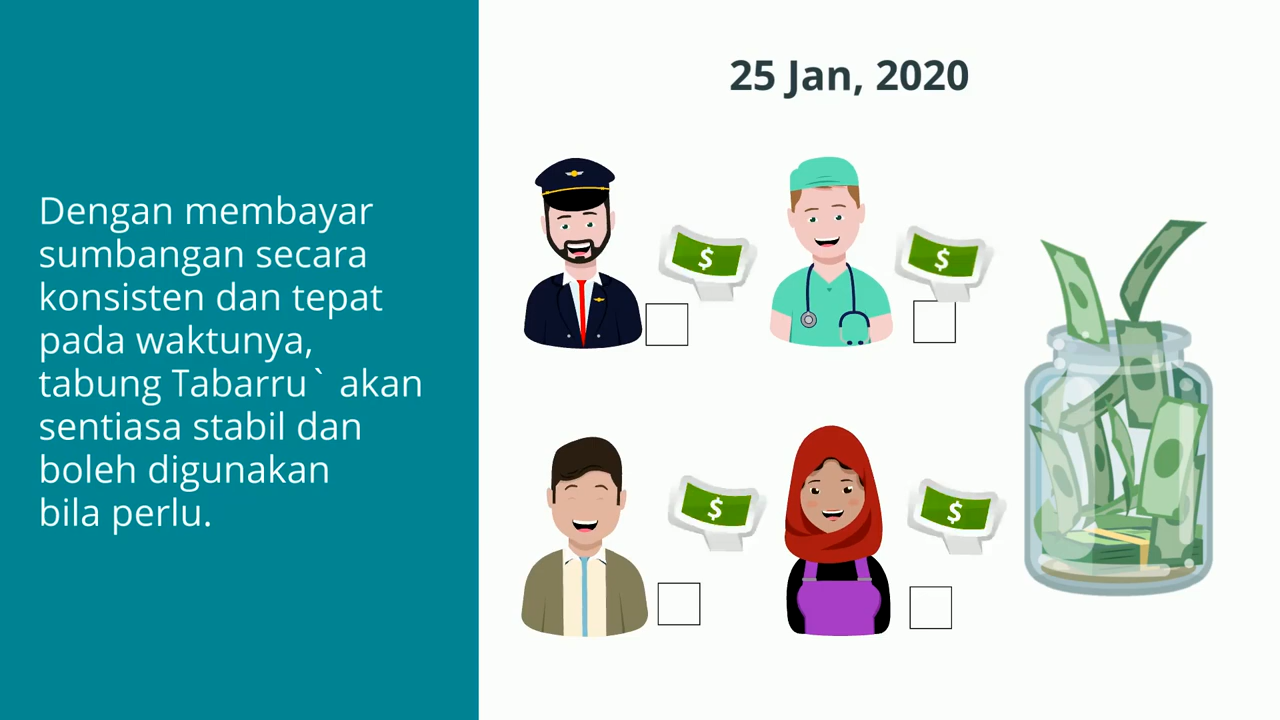 Dengan membayar
sumbangan secara
konsisten dan tepat
pada waktunya,
tabung Tabarru` akan
sentiasa stabil dan
boleh digunakan
bila perlu.
25 Jan, 2020
$
$
$
$